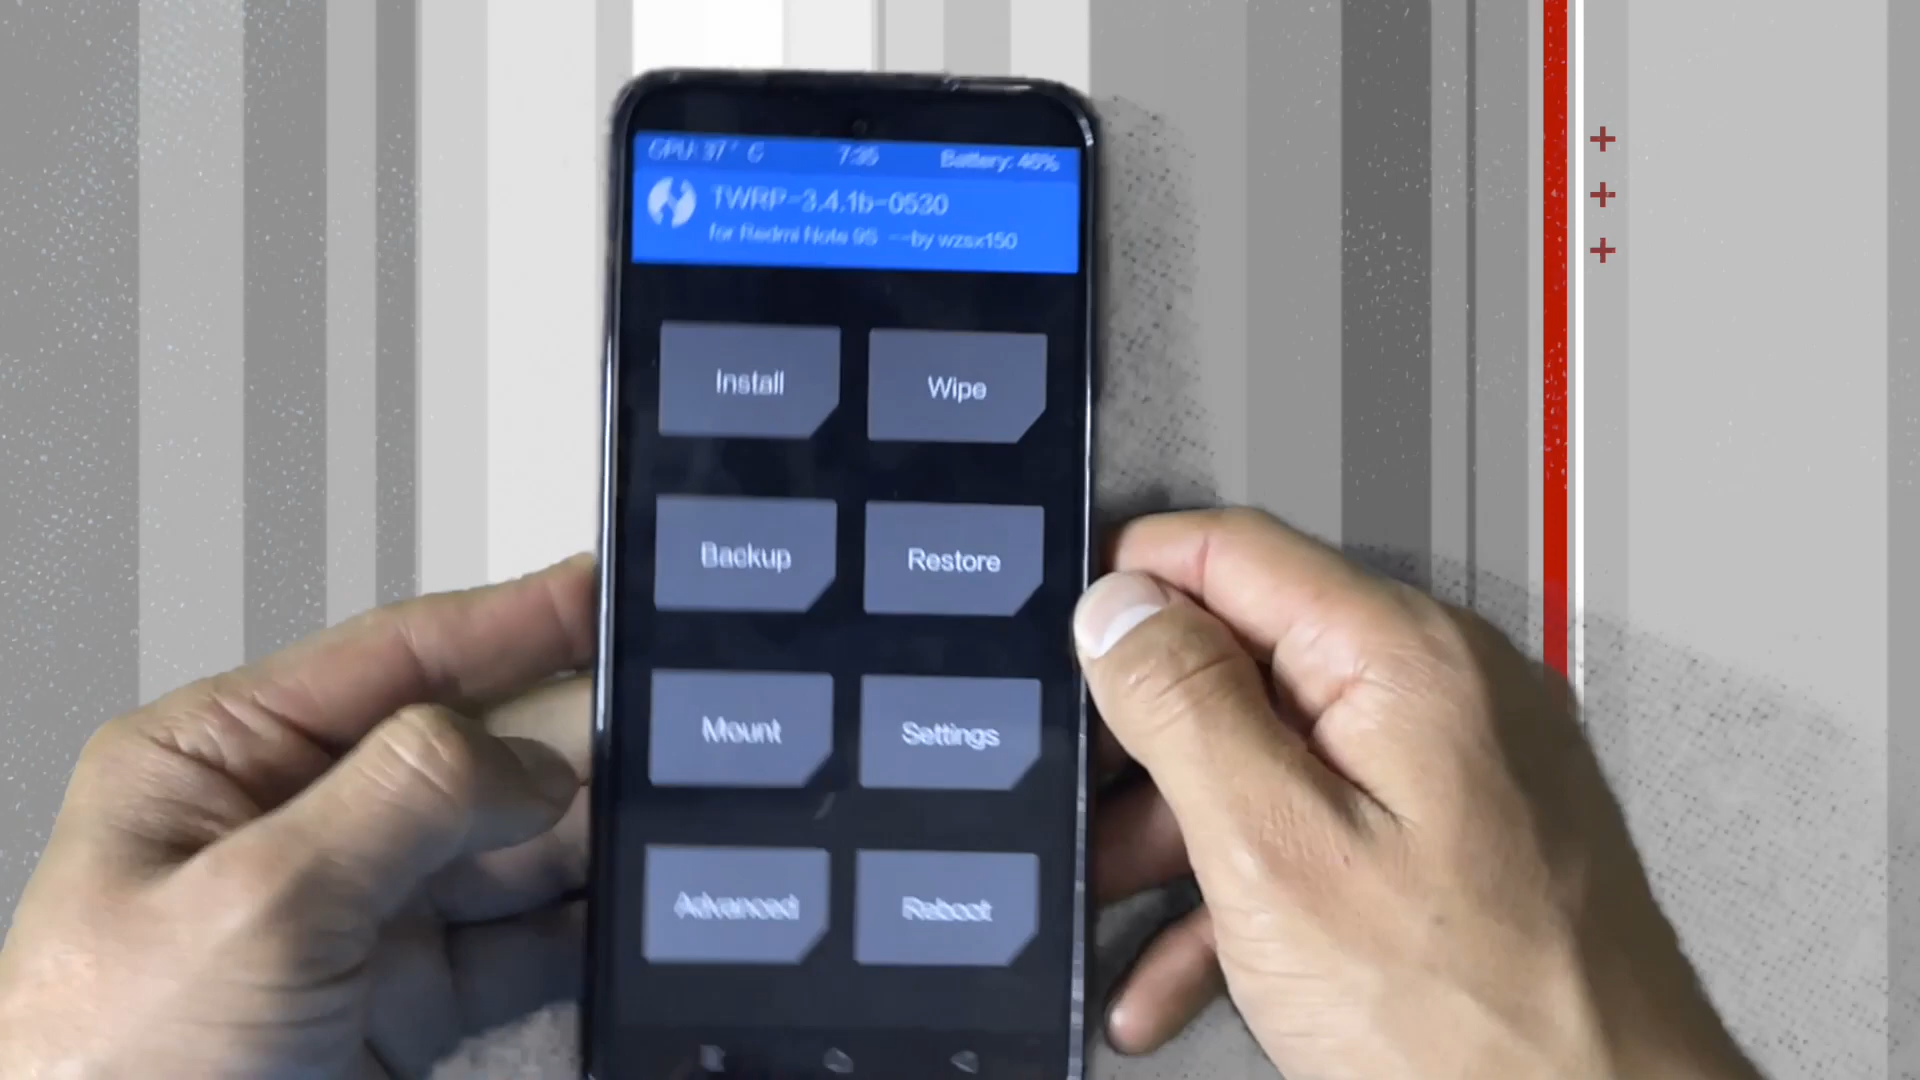 CPU: 37° C 7:35 Battery: 46%
TWRP-3.4.1b-0530
for Redmi Note 9S --by wzsx150
Install Wipe
Backup Restore
Mount Settings
Advanced Reboot